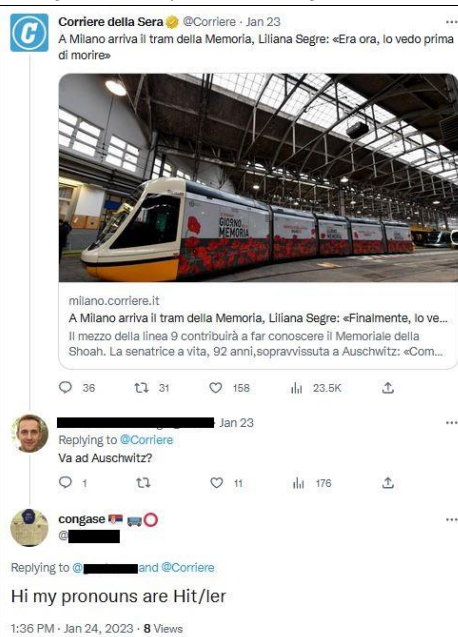 Corriere della Sera @Corriere · Jan 23
A Milano arriva il tram della Memoria, Liliana Segre: «Era ora, lo vedo prima
di morire»
GIORNO
MEMORIA
milano.corriere.it
A Milano arriva il tram della Memoria, Liliana Segre: «Finalmente, lo ve...
Il mezzo della linea 9 contribuirà a far conoscere il Memoriale della
Shoah. La senatrice a vita, 92 anni,sopravvissuta a Auschwitz: «Com...
36 31 158 23.5K
· Jan 23
Replying to @Corriere
Va ad Auschwitz?
1 11 176
congase
@
Replying to @ and @Corriere
Hi my pronouns are Hit/ler
1:36 PM · Jan 24, 2023 · 8 Views